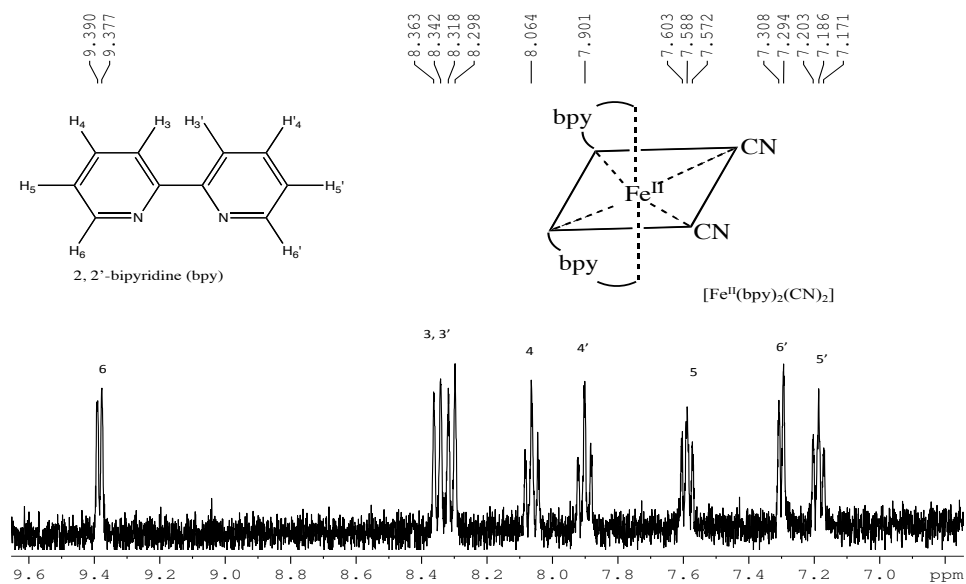 9.390
9.377
8.363
8.342
8.318
8.298
8.064
7.901
7.603
7.588
7.572
7.308
7.294
7.203
7.186
7.171
H4 H3 H3' H'4
H5 H5'
N N
H6 H6'
2, 2'-bipyridine (bpy)
bpy
CN
FeII
CN
bpy
[FeII(bpy)2(CN)2]
6
3, 3'
4
4'
5
6'
5'
9.6 9.4 9.2 9.0 8.8 8.6 8.4 8.2 8.0 7.8 7.6 7.4 7.2 7.0 ppm